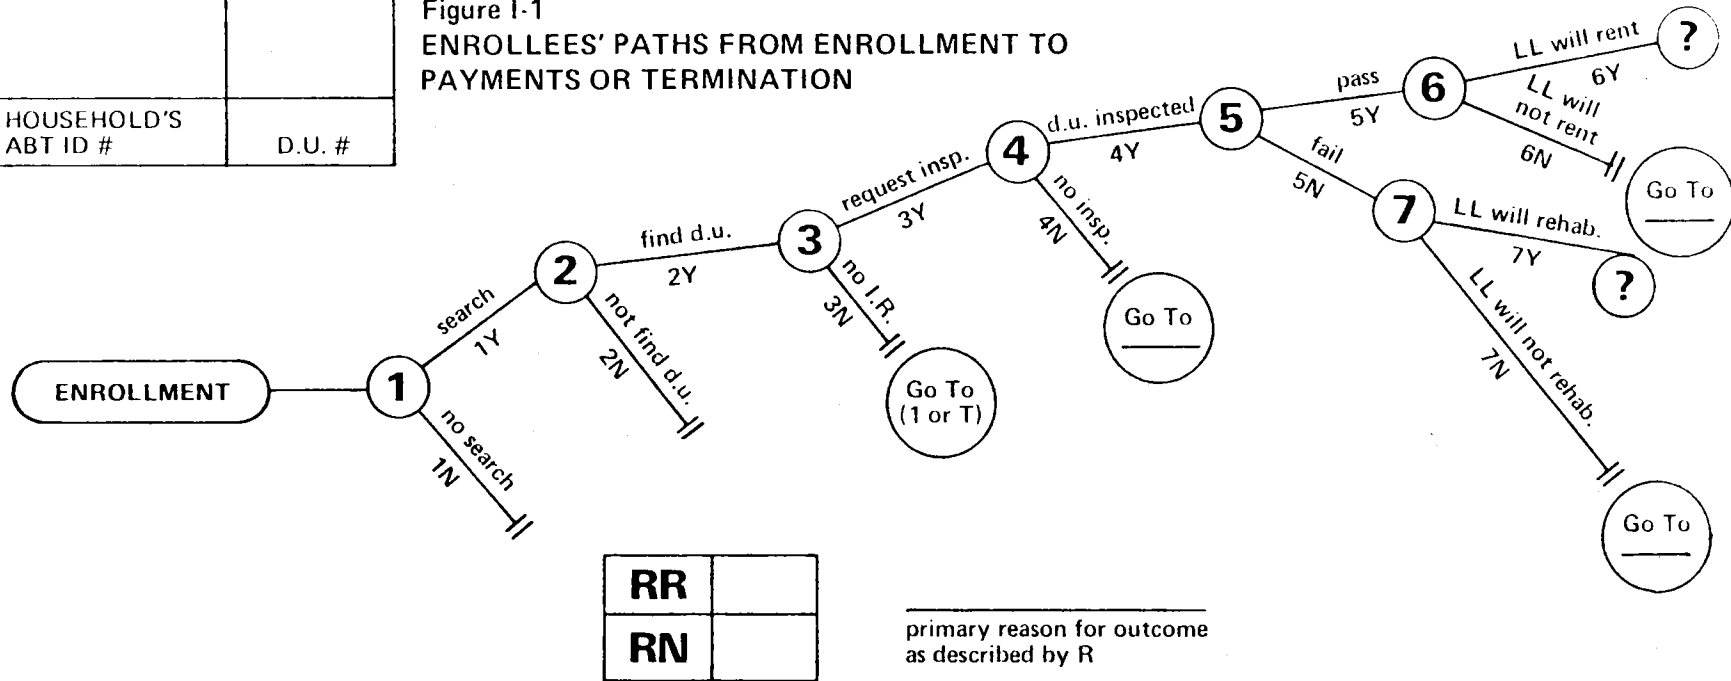 Figure I-1
ENROLLEES' PATHS FROM ENROLLMENT TO
PAYMENTS OR TERMINATION
HOUSEHOLD'S
ABT ID #
D.U. #
ENROLLMENT
1
search
1Y
no search
1N
2
find d.u.
2Y
not find d.u.
2N
3
request insp.
3Y
no I.R.
3N
Go To
(1 or T)
4
d.u. inspected
4Y
no insp.
4N
Go To
5
pass
5Y
fail
5N
6
LL will rent
6Y
?
LL will
not rent
6N
Go To
7
LL will rehab.
7Y
?
LL will not rehab.
7N
Go To
RR
RN
primary reason for outcome
as described by R